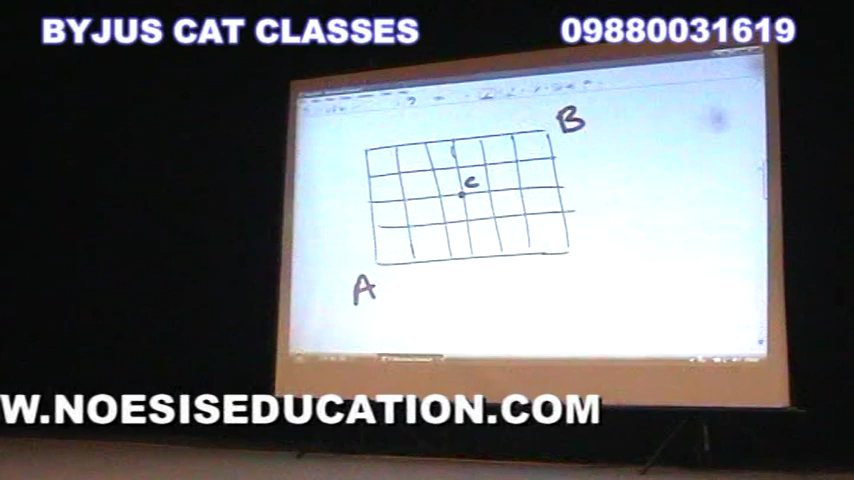 BYJUS CAT CLASSES 09880031619
B
C
A
W.NOESISEDUCATION.COM